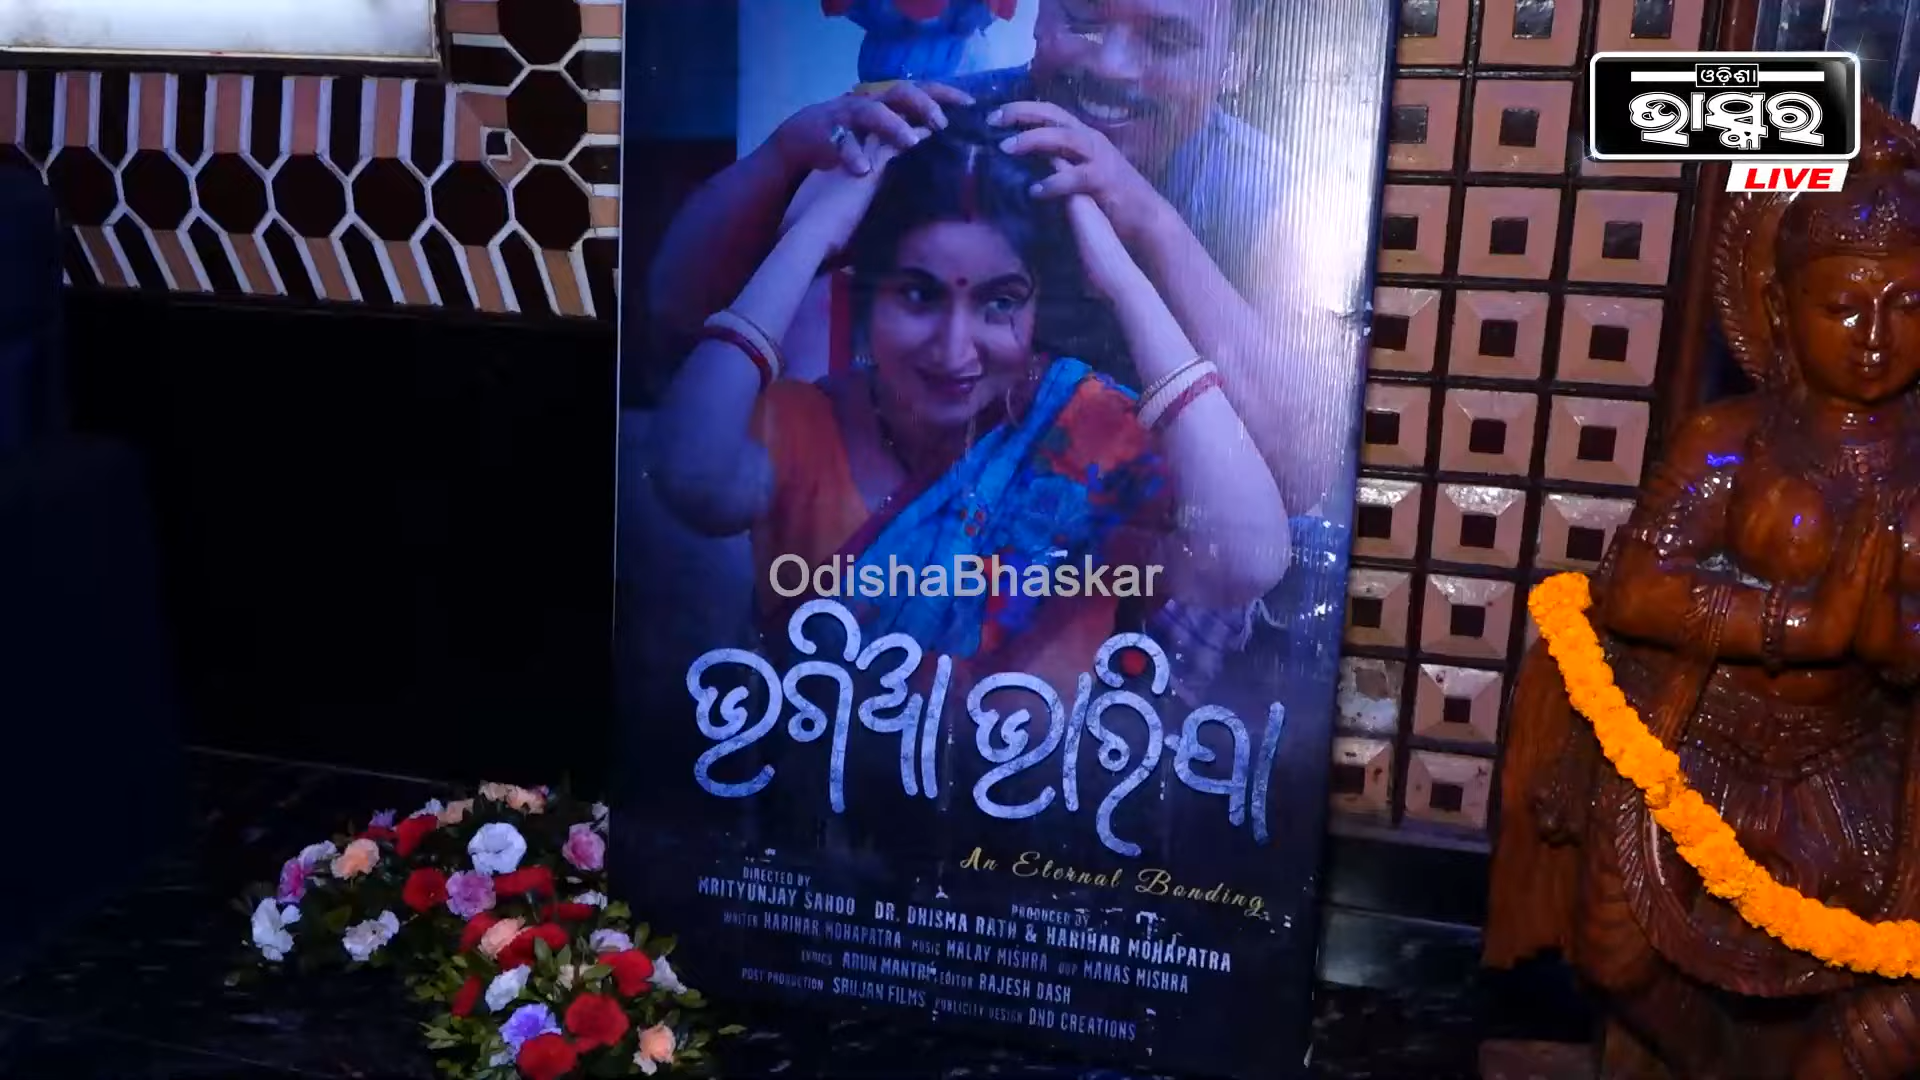 ଓଡ଼ିଶା
ଭାସ୍କର
LIVE
OdishaBhaskar
ଭଗିଆ ଭାରିଯା
An Eternal Bonding
DIRECTED BY
MRITYUNJAY SAHOO
PRODUCED BY
DR. DHISMA RATH & HARIHAR MOHAPATRA
WRITER HARIHAR MOHAPATRA MUSIC MALAY MISHRA DOP MANAS MISHRA
LYRICS ARUN MANTRI EDITOR RAJESH DASH
POST PRODUCTION SRUJAN FILMS PUBLICITY DESIGN DND CREATIONS